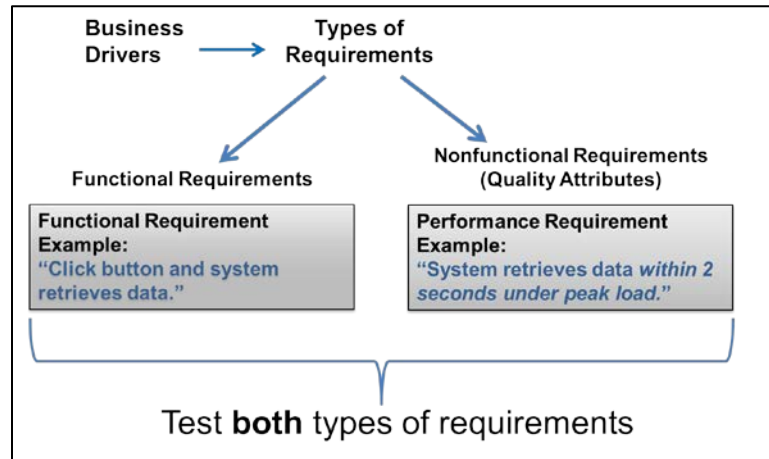 Business
Drivers
Types of
Requirements
Functional Requirements
Nonfunctional Requirements
(Quality Attributes)
Functional Requirement
Example:
“Click button and system
retrieves data.”
Performance Requirement
Example:
“System retrieves data within 2
seconds under peak load.”
Test both types of requirements